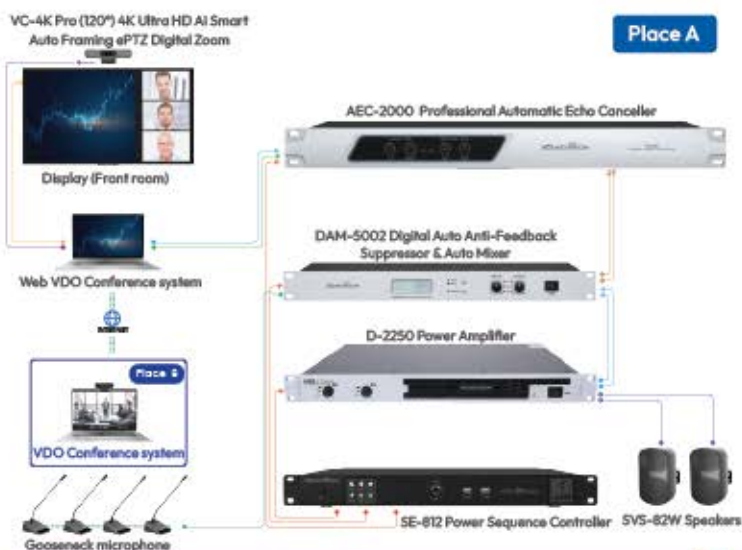 VC-4K Pro (120°) 4K Ultra HD Ai Smart
Auto Framing ePTZ Digital Zoom
Place A
AEC-2000 Professional Automatic Echo Canceller
Display (Front room)
DAM-5002 Digital Auto Anti-Feedback
Suppressor & Auto Mixer
Web VDO Conference system
INTERNET
D-2250 Power Amplifier
Place B
VDO Conference system
SE-812 Power Sequence Controller
SVS-82W Speakers
Gooseneck microphone